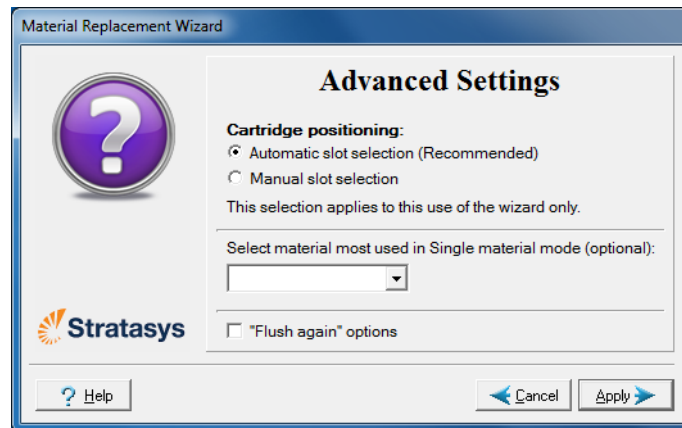 Material Replacement Wizard
Advanced Settings
Cartridge positioning:
Automatic slot selection (Recommended)
Manual slot selection
This selection applies to this use of the wizard only.
Select material most used in Single material mode (optional):
"Flush again" options
Stratasys
? Help
Cancel
Apply